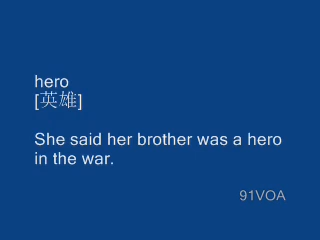 hero
[英雄]
She said her brother was a hero
in the war.
91VOA